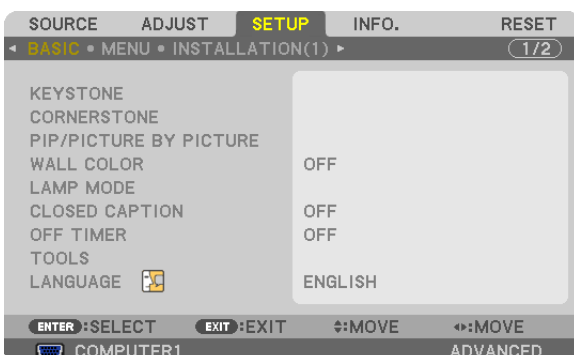 SOURCE ADJUST SETUP INFO. RESET
BASIC • MENU • INSTALLATION(1) 1/2
KEYSTONE
CORNERSTONE
PIP/PICTURE BY PICTURE
WALL COLOR OFF
LAMP MODE
CLOSED CAPTION OFF
OFF TIMER OFF
TOOLS
LANGUAGE ENGLISH
ENTER :SELECT EXIT :EXIT :MOVE :MOVE
COMPUTER1 ADVANCED